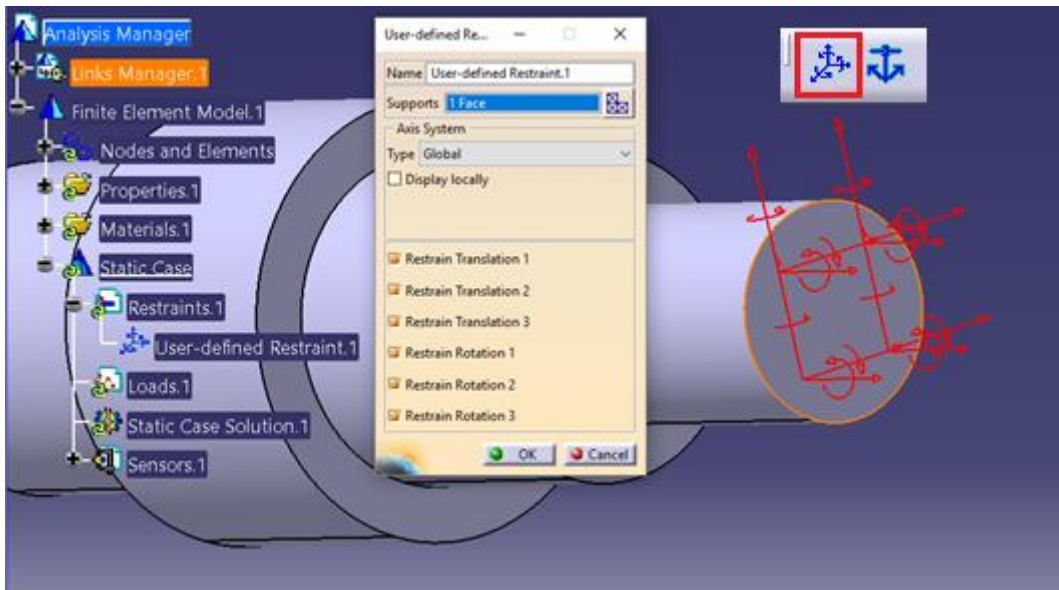 Analysis Manager
Links Manager.1
Finite Element Model.1
Nodes and Elements
Properties.1
Materials.1
Static Case
Restraints.1
User-defined Restraint.1
Loads.1
Static Case Solution.1
Sensors.1
User-defined Re...
Name User-defined Restraint.1
Supports 1 Face
Axis System
Type Global
Display locally
Restrain Translation 1
Restrain Translation 2
Restrain Translation 3
Restrain Rotation 1
Restrain Rotation 2
Restrain Rotation 3
OK Cancel